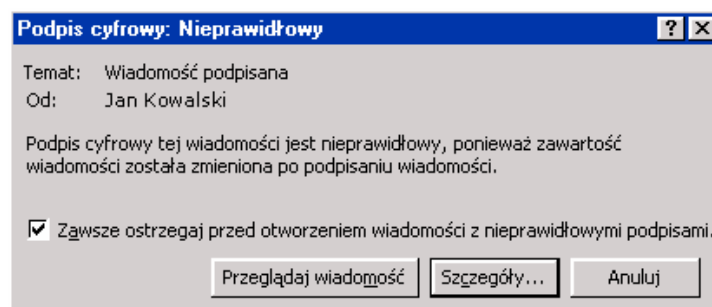 Podpis cyfrowy: Nieprawidłowy
Temat: Wiadomość podpisana
Od: Jan Kowalski
Podpis cyfrowy tej wiadomości jest nieprawidłowy, ponieważ zawartość
wiadomości została zmieniona po podpisaniu wiadomości.
Zawsze ostrzegaj przed otworzeniem wiadomości z nieprawidłowymi podpisami.
Przeglądaj wiadomość Szczegóły... Anuluj